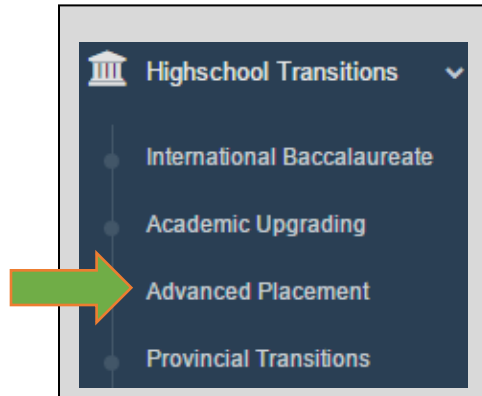 Highschool Transitions
International Baccalaureate
Academic Upgrading
Advanced Placement
Provincial Transitions